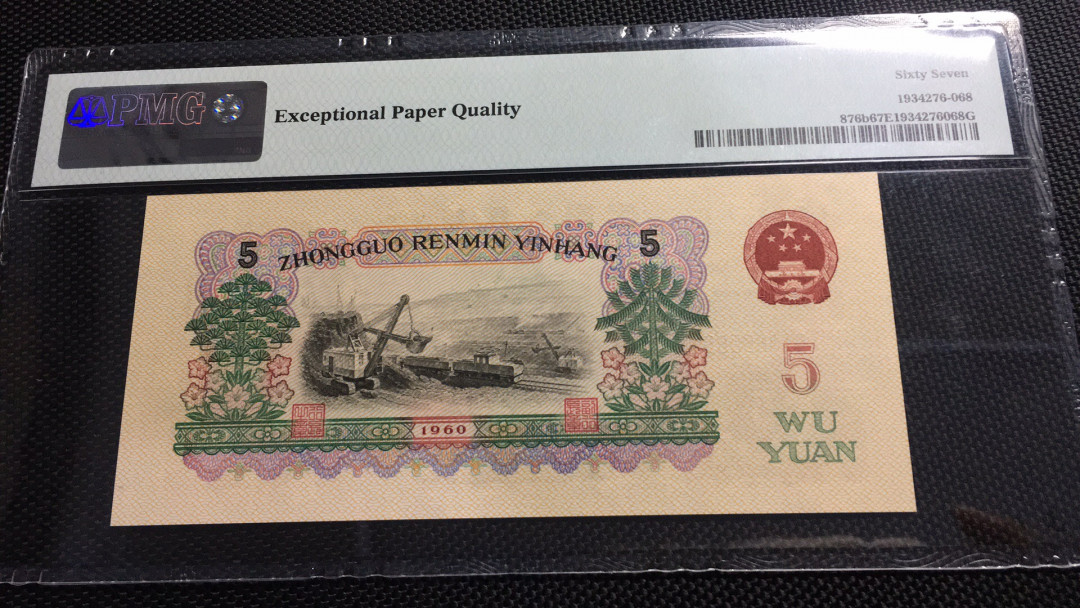 PMG
Exceptional Paper Quality
Sixty Seven
1934276-068
876b67E1934276068G
5 ZHONGGUO RENMIN YINHANG 5
1960
5
WU
YUAN